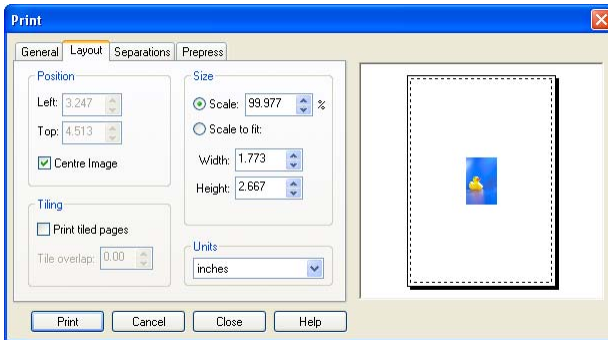 Print
General Layout Separations Prepress
Position
Left: 3.247
Top: 4.513
Centre Image
Tiling
Print tiled pages
Tile overlap: 0.00
Size
Scale: 99.977 %
Scale to fit:
Width: 1.773
Height: 2.667
Units
inches
Print Cancel Close Help